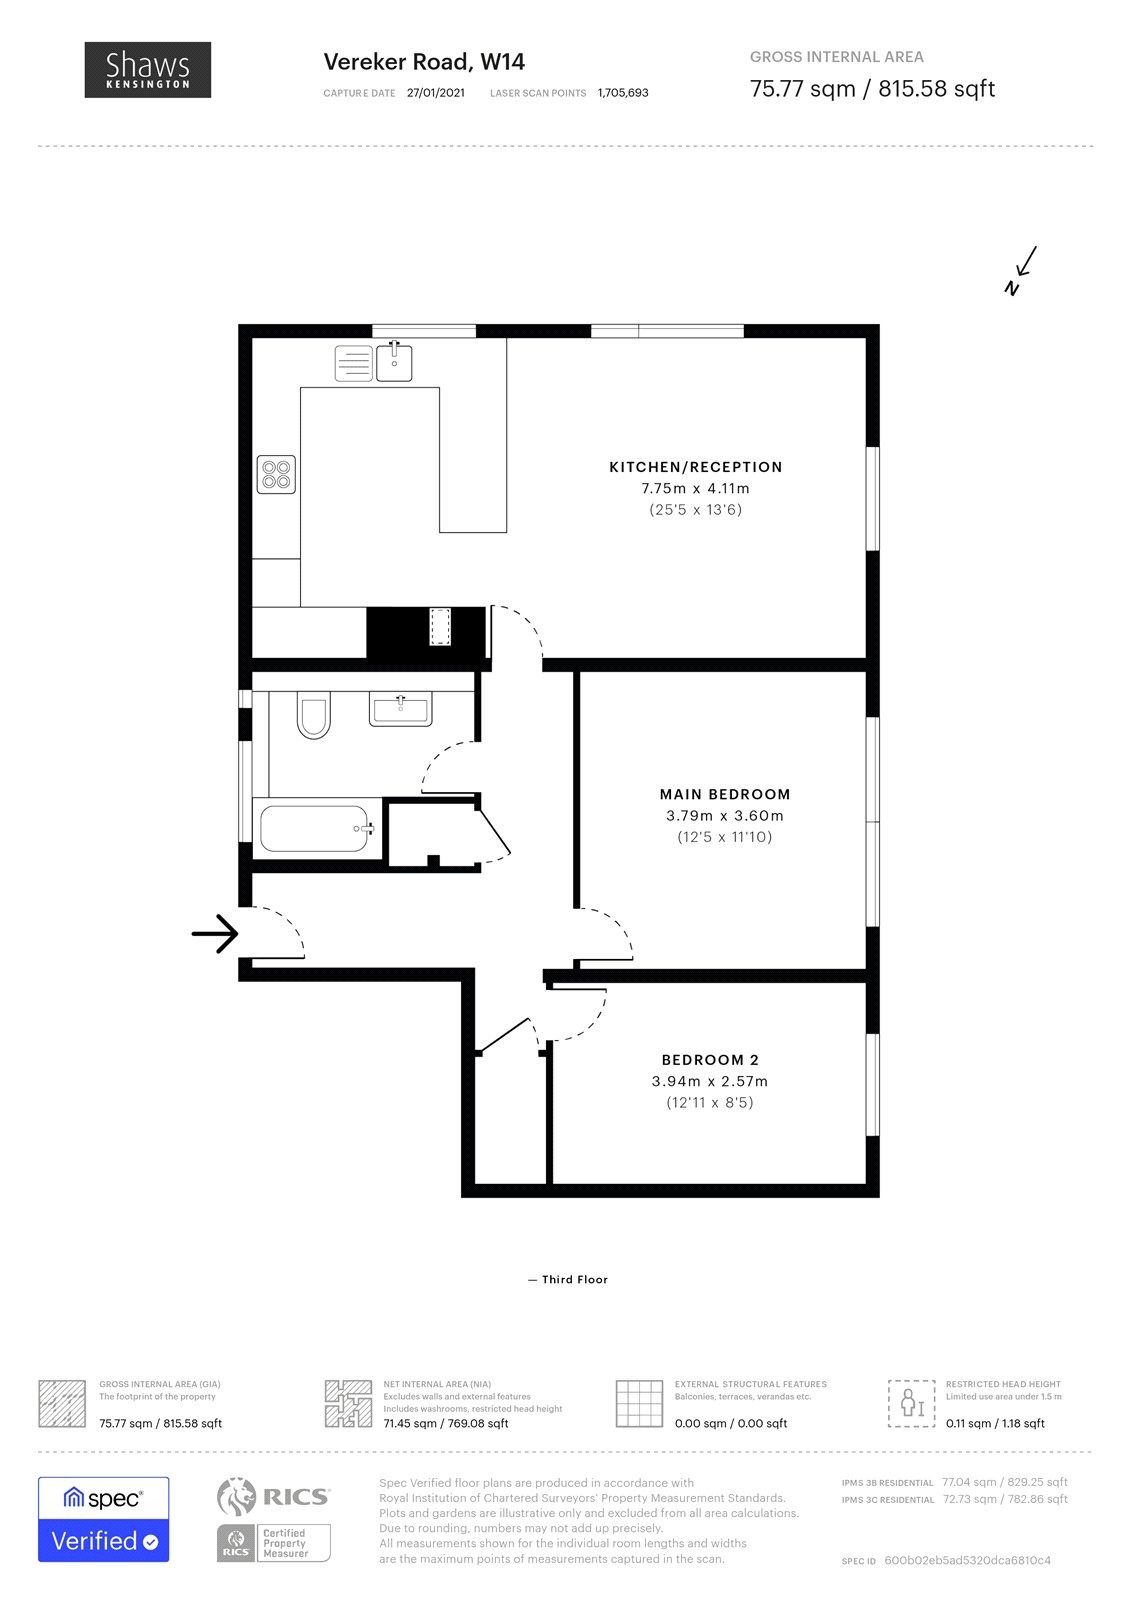 Shaws
KENSINGTON
Vereker Road, W14
CAPTURE DATE 27/01/2021 LASER SCAN POINTS 1,705,693
GROSS INTERNAL AREA
75.77 sqm / 815.58 sqft
N
KITCHEN/RECEPTION
7.75m x 4.11m
(25'5 x 13'6)
MAIN BEDROOM
3.79m x 3.60m
(12'5 x 11'10)
BEDROOM 2
3.94m x 2.57m
(12'11 x 8'5)
— Third Floor
GROSS INTERNAL AREA (GIA)
The footprint of the property
75.77 sqm / 815.58 sqft
NET INTERNAL AREA (NIA)
Excludes walls and external features
Includes washrooms, restricted head height
71.45 sqm / 769.08 sqft
EXTERNAL STRUCTURAL FEATURES
Balconies, terraces, verandas etc.
0.00 sqm / 0.00 sqft
RESTRICTED HEAD HEIGHT
Limited use area under 1.5 m
0.11 sqm / 1.18 sqft
spec®
Verified
RICS
RICS
Certified
Property
Measurer
Spec Verified floor plans are produced in accordance with
Royal Institution of Chartered Surveyors' Property Measurement Standards.
Plots and gardens are illustrative only and excluded from all area calculations.
Due to rounding, numbers may not add up precisely.
All measurements shown for the individual room lengths and widths
are the maximum points of measurements captured in the scan.
IPMS 3B RESIDENTIAL 77.04 sqm / 829.25 sqft
IPMS 3C RESIDENTIAL 72.73 sqm / 782.86 sqft
SPEC ID 600b02eb5ad5320dca6810c4